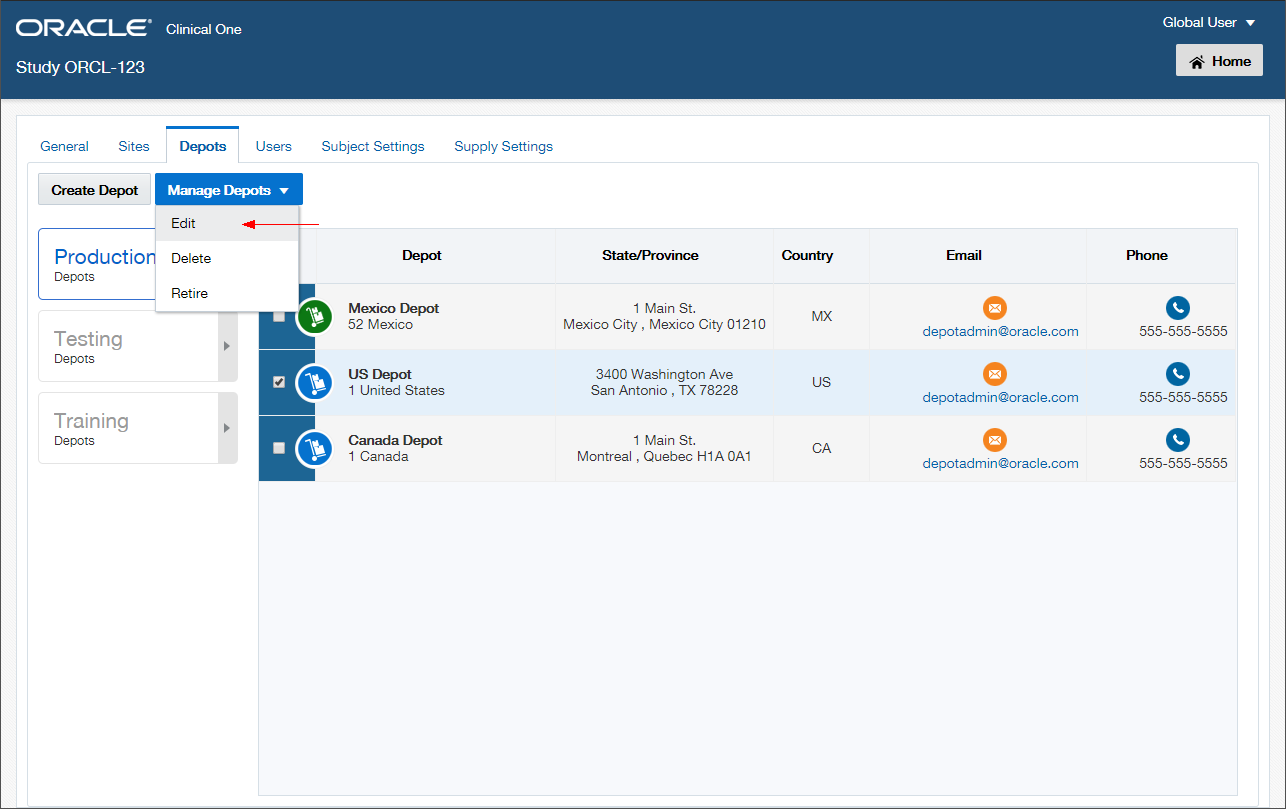 ORACLE® Clinical One
Global User
Study ORCL-123
Home
General Sites Depots Users Subject Settings Supply Settings
Create Depot Manage Depots
Edit
Delete
Retire
Production
Depots
Testing
Depots
Training
Depots
Depot State/Province Country Email Phone
Mexico Depot
52 Mexico
1 Main St.
Mexico City , Mexico City 01210
MX
depotadmin@oracle.com
555-555-5555
US Depot
1 United States
3400 Washington Ave
San Antonio , TX 78228
US
depotadmin@oracle.com
555-555-5555
Canada Depot
1 Canada
1 Main St.
Montreal , Quebec H1A 0A1
CA
depotadmin@oracle.com
555-555-5555